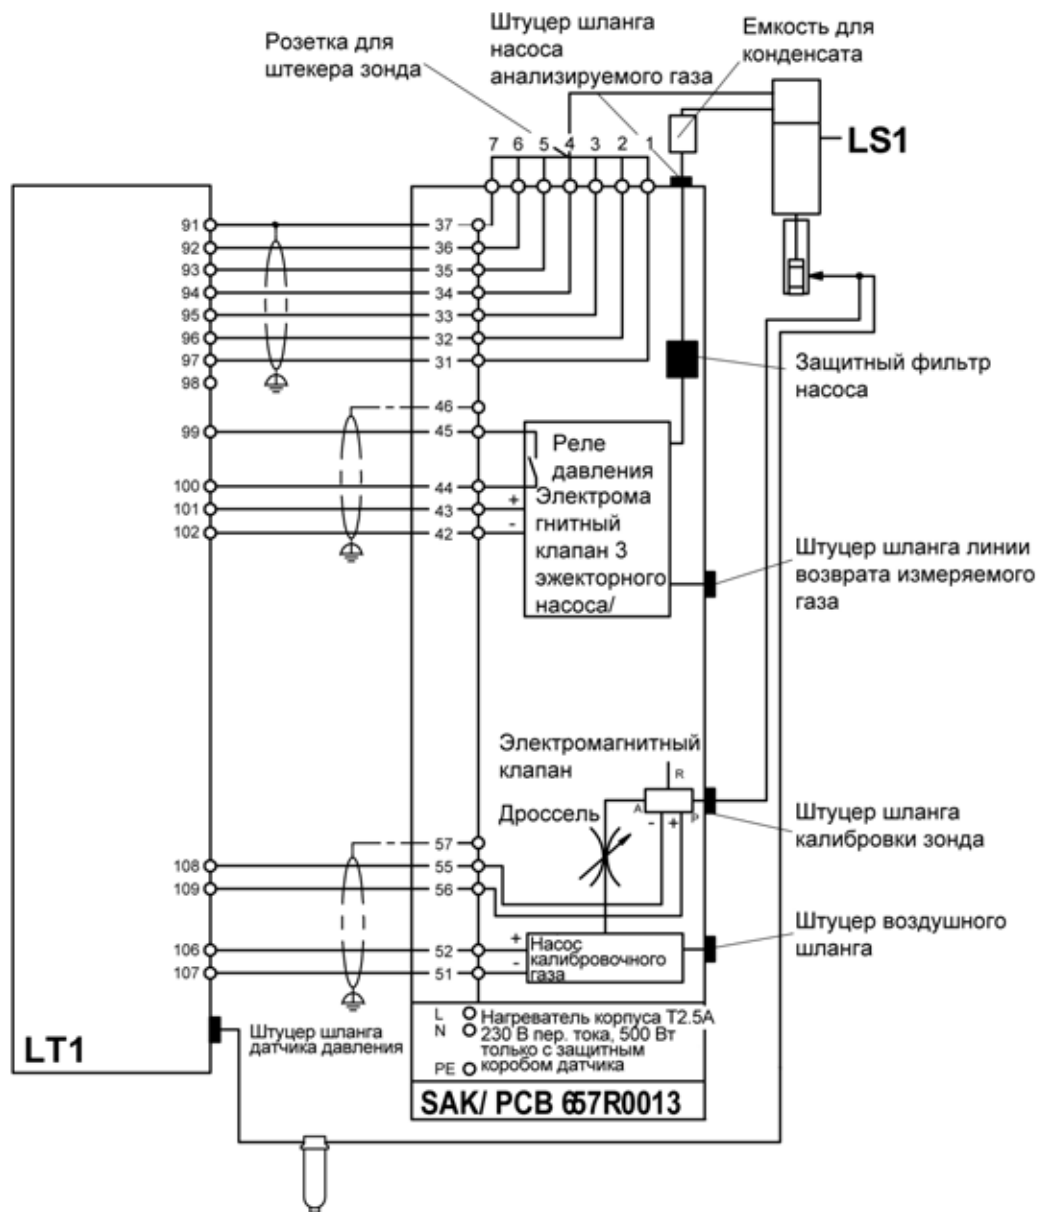 Розетка для
штекера зонда
Штуцер шланга
насоса
анализируемого газа
Емкость для
конденсата
LS1
7 6 5 4 3 2 1
91 37
92 36
93 35
94 34
95 33
96 32
97 31
98
46
99 45
100 44
101 43 +
102 42 -
Реле
давления
Электрома
гнитный
клапан 3
эжекторного
насоса/
Защитный фильтр
насоса
Штуцер шланга линии
возврата измеряемого
газа
Электромагнитный
клапан
R
A
- +
P
Дроссель
Штуцер шланга
калибровки зонда
57
108 55
109 56
106 52 +
107 51 -
Насос
калибровочного
газа
Штуцер воздушного
шланга
LT1
Штуцер шланга
датчика давления
L Нагреватель корпуса T2.5A
N 230 В пер. тока, 500 Вт
только с защитным
PE коробом датчика
SAK/ PCB 657R0013